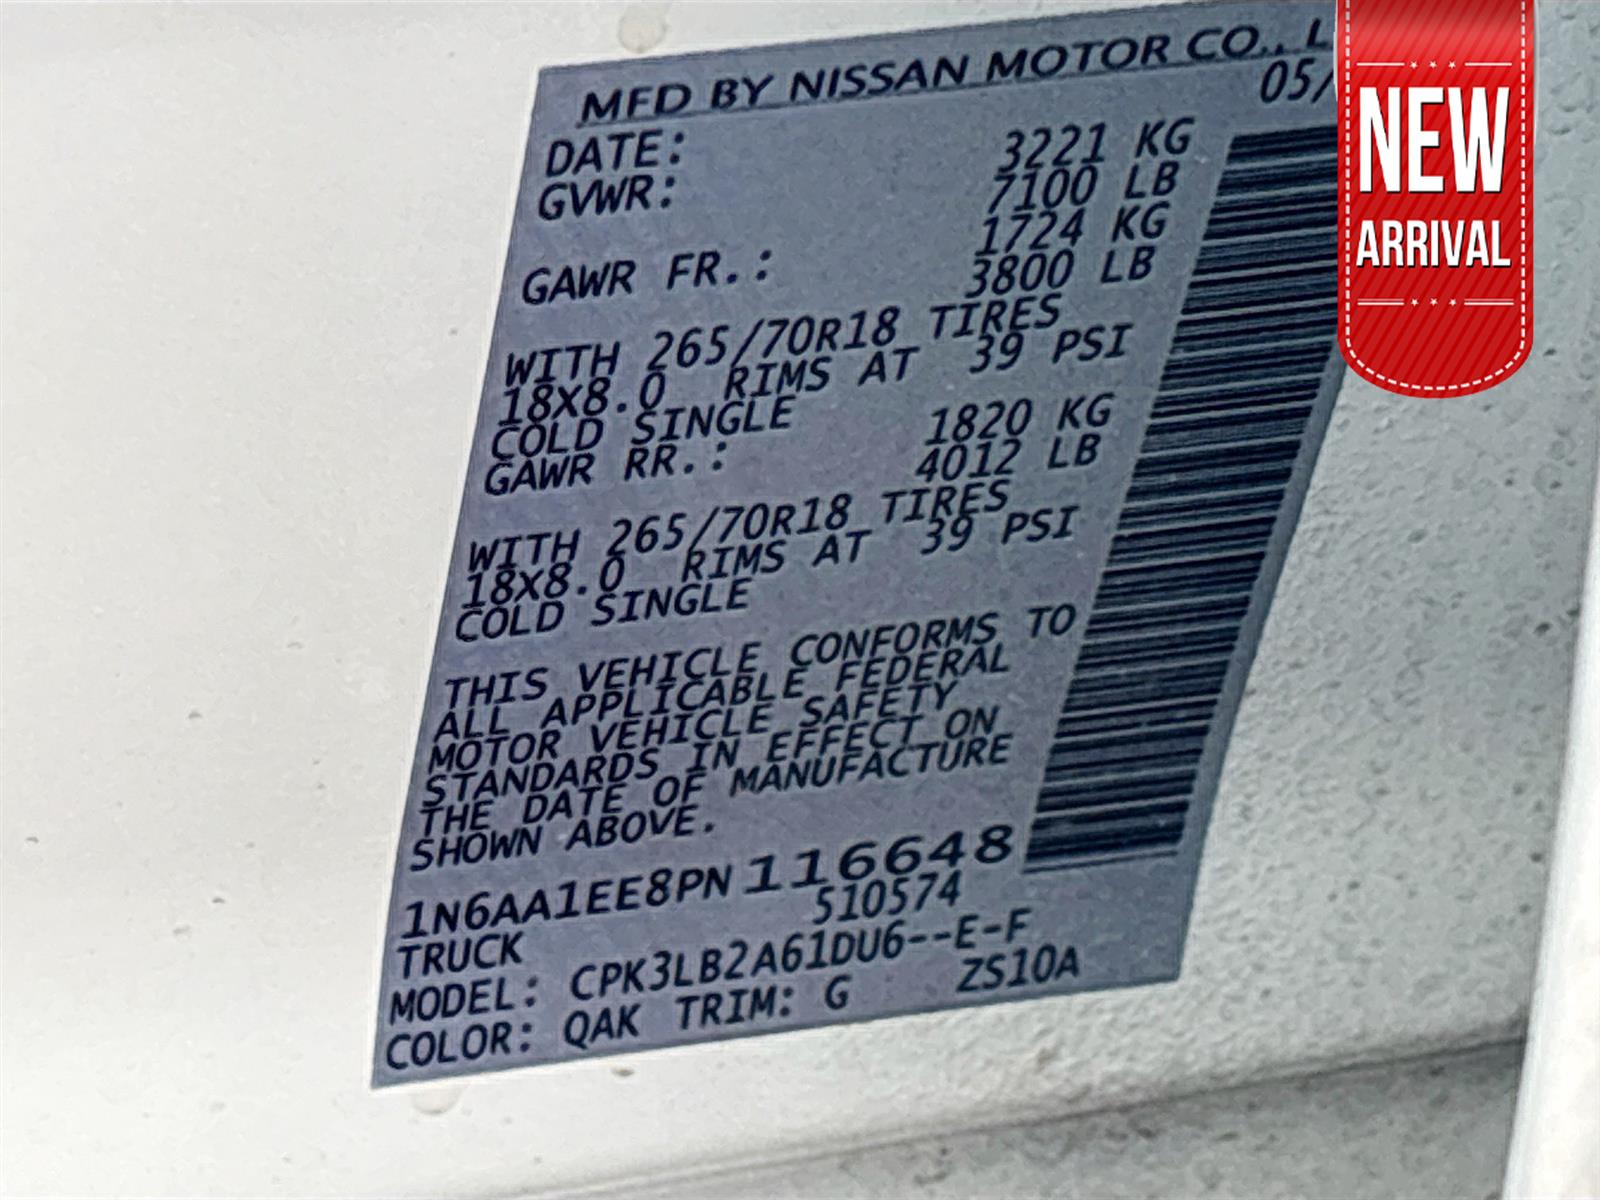 MFD BY NISSAN MOTOR CO., L
DATE: 05/
GVWR: 3221 KG
7100 LB
GAWR FR.: 1724 KG
3800 LB
WITH 265/70R18 TIRES
18X8.0 RIMS AT 39 PSI
COLD SINGLE
GAWR RR.: 1820 KG
4012 LB
WITH 265/70R18 TIRES
18X8.0 RIMS AT 39 PSI
COLD SINGLE
THIS VEHICLE CONFORMS TO
ALL APPLICABLE FEDERAL
MOTOR VEHICLE SAFETY
STANDARDS IN EFFECT ON
THE DATE OF MANUFACTURE
SHOWN ABOVE.
1N6AA1EE8PN116648
TRUCK 510574
MODEL: CPK3LB2A61DU6--E-F
COLOR: QAK TRIM: G ZS10A
NEW
ARRIVAL